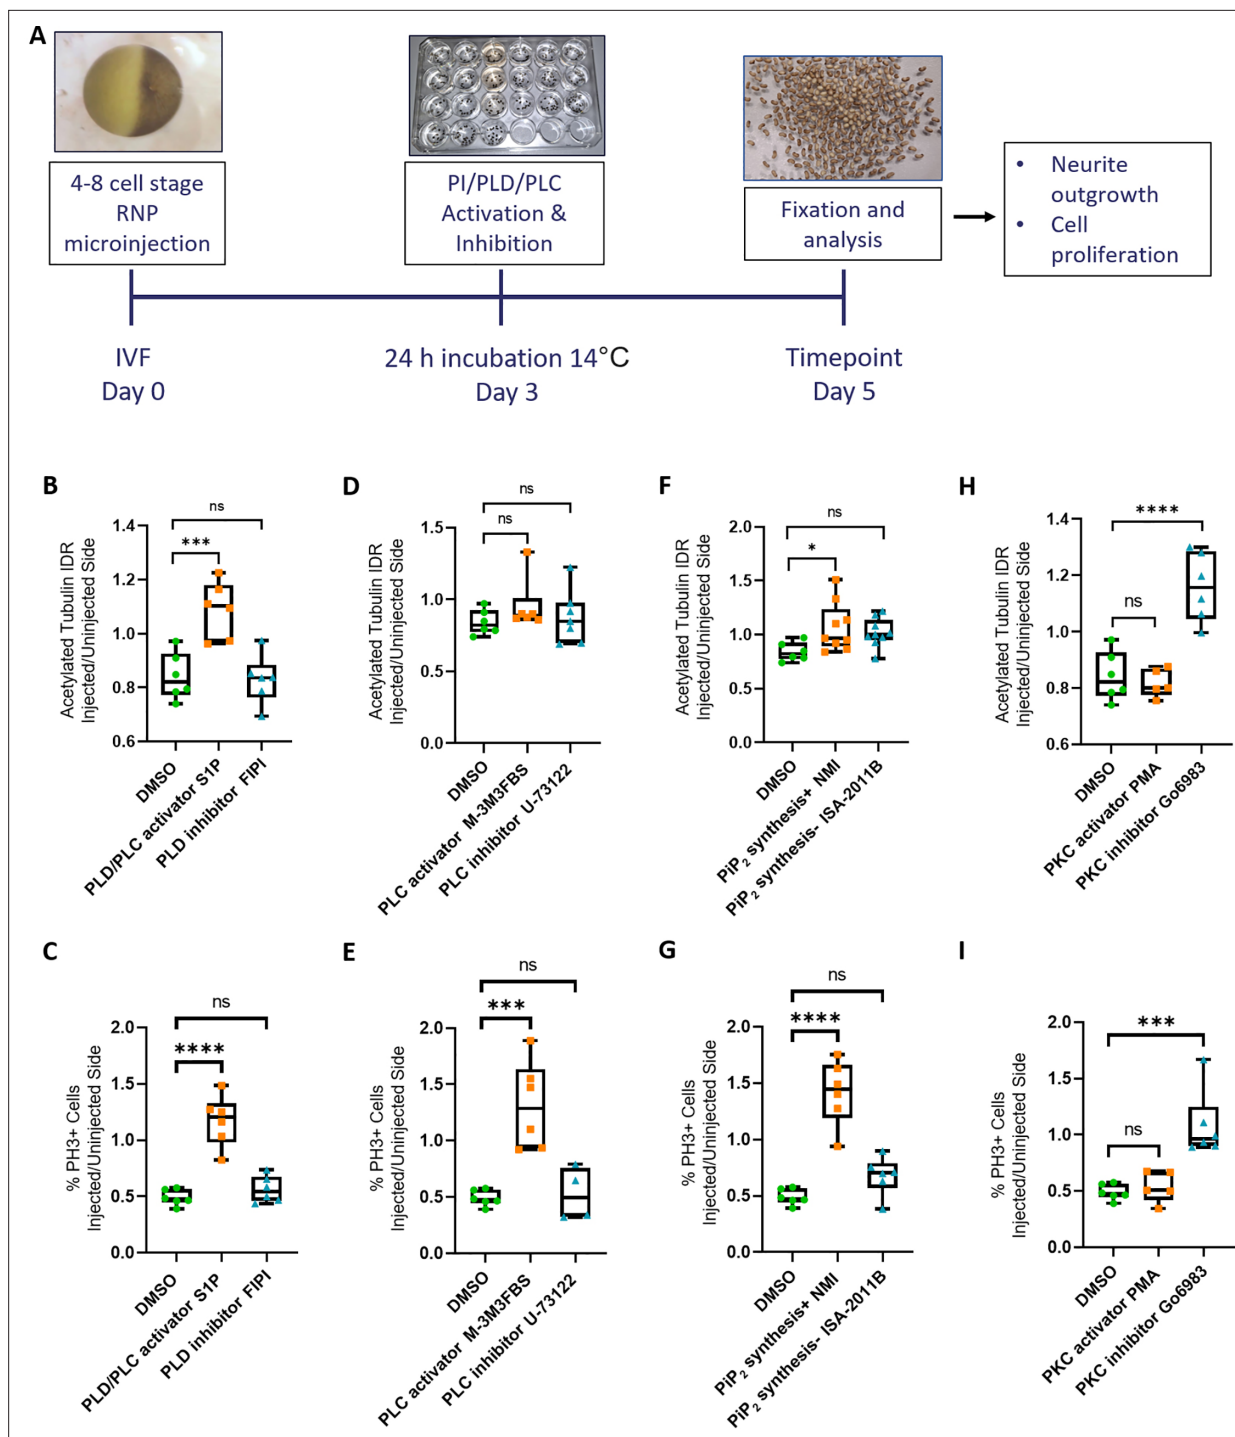 A
4-8 cell stage
RNP
microinjection
PI/PLD/PLC
Activation &
Inhibition
Fixation and
analysis
• Neurite
outgrowth
• Cell
proliferation
IVF
Day 0
24 h incubation 14°C
Day 3
Timepoint
Day 5
B
Acetylated Tubulin IDR
Injected/Uninjected Side
1.4
1.2
1.0
0.8
0.6
ns
***
DMSO
PLD/PLC activator S1P
PLD inhibitor FIPI
D
Acetylated Tubulin IDR
Injected/Uninjected Side
1.5
1.0
0.5
0.0
ns
ns
DMSO
PLC activator M-3M3FBS
PLC inhibitor U-73122
F
Acetylated Tubulin IDR
Injected/Uninjected Side
2.0
1.5
1.0
0.5
0.0
ns
*
DMSO
PiP₂ synthesis+ NMI
PiP₂ synthesis- ISA-2011B
H
Acetylated Tubulin IDR
Injected/Uninjected Side
1.4
1.2
1.0
0.8
0.6
****
ns
DMSO
PKC activator PMA
PKC inhibitor Go6983
C
% PH3+ Cells
Injected/Uninjected Side
2.0
1.5
1.0
0.5
0.0
ns
****
DMSO
PLD/PLC activator S1P
PLD inhibitor FIPI
E
% PH3+ Cells
Injected/Uninjected Side
2.0
1.5
1.0
0.5
0.0
ns
***
DMSO
PLC activator M-3M3FBS
PLC inhibitor U-73122
G
% PH3+ Cells
Injected/Uninjected Side
2.0
1.5
1.0
0.5
0.0
ns
****
DMSO
PiP₂ synthesis+ NMI
PiP₂ synthesis- ISA-2011B
I
% PH3+ Cells
Injected/Uninjected Side
2.0
1.5
1.0
0.5
0.0
***
ns
DMSO
PKC activator PMA
PKC inhibitor Go6983